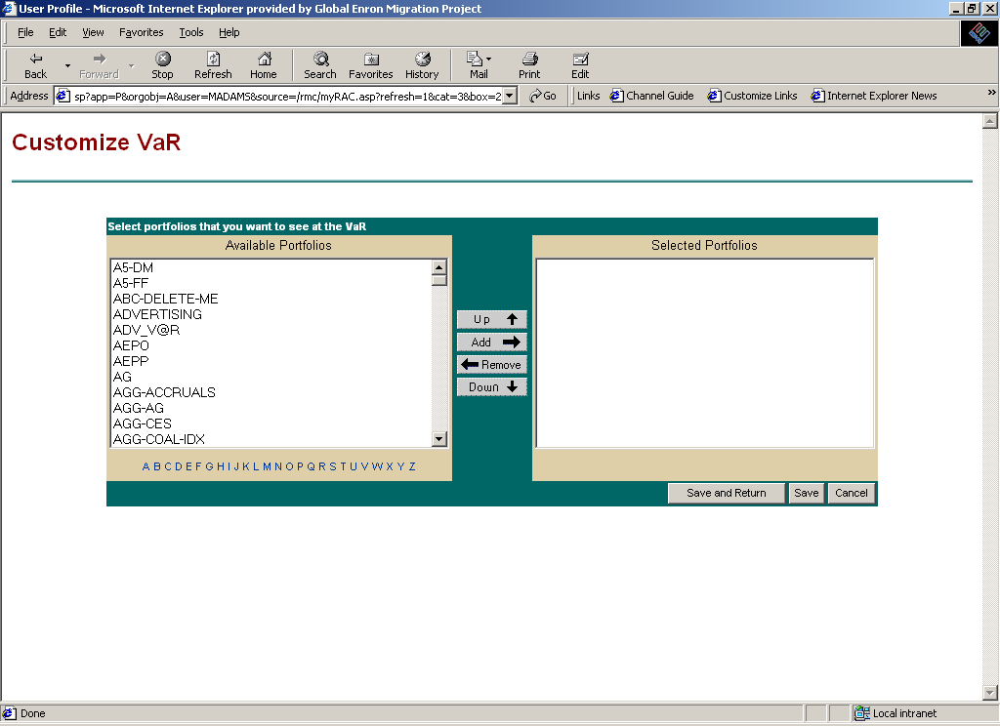 User Profile - Microsoft Internet Explorer provided by Global Enron Migration Project
File Edit View Favorites Tools Help
Back Forward Stop Refresh Home Search Favorites History Mail Print Edit
Address sp?app=P&orgobj=A&user=MADAMS&source=/rmc/myRAC.asp?refresh=1&cat=3&box=2 Go Links Channel Guide Customize Links Internet Explorer News »
Customize VaR
Select portfolios that you want to see at the VaR
Available Portfolios
A5-DM
A5-FF
ABC-DELETE-ME
ADVERTISING
ADV_V@R
AEPO
AEPP
AG
AGG-ACCRUALS
AGG-AG
AGG-CES
AGG-COAL-IDX
A B C D E F G H I J K L M N O P Q R S T U V W X Y Z
Up
Add
Remove
Down
Selected Portfolios
Save and Return Save Cancel
Done Local intranet